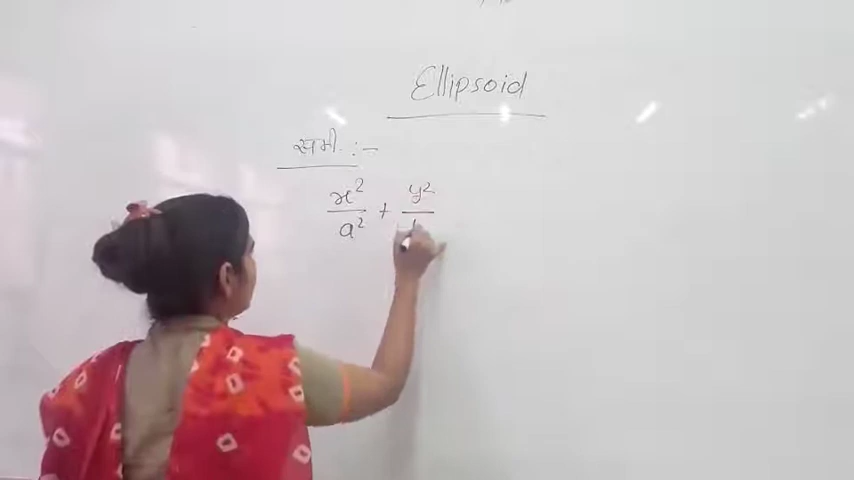 Ellipsoid
समी. :-
x² / a² + y² /